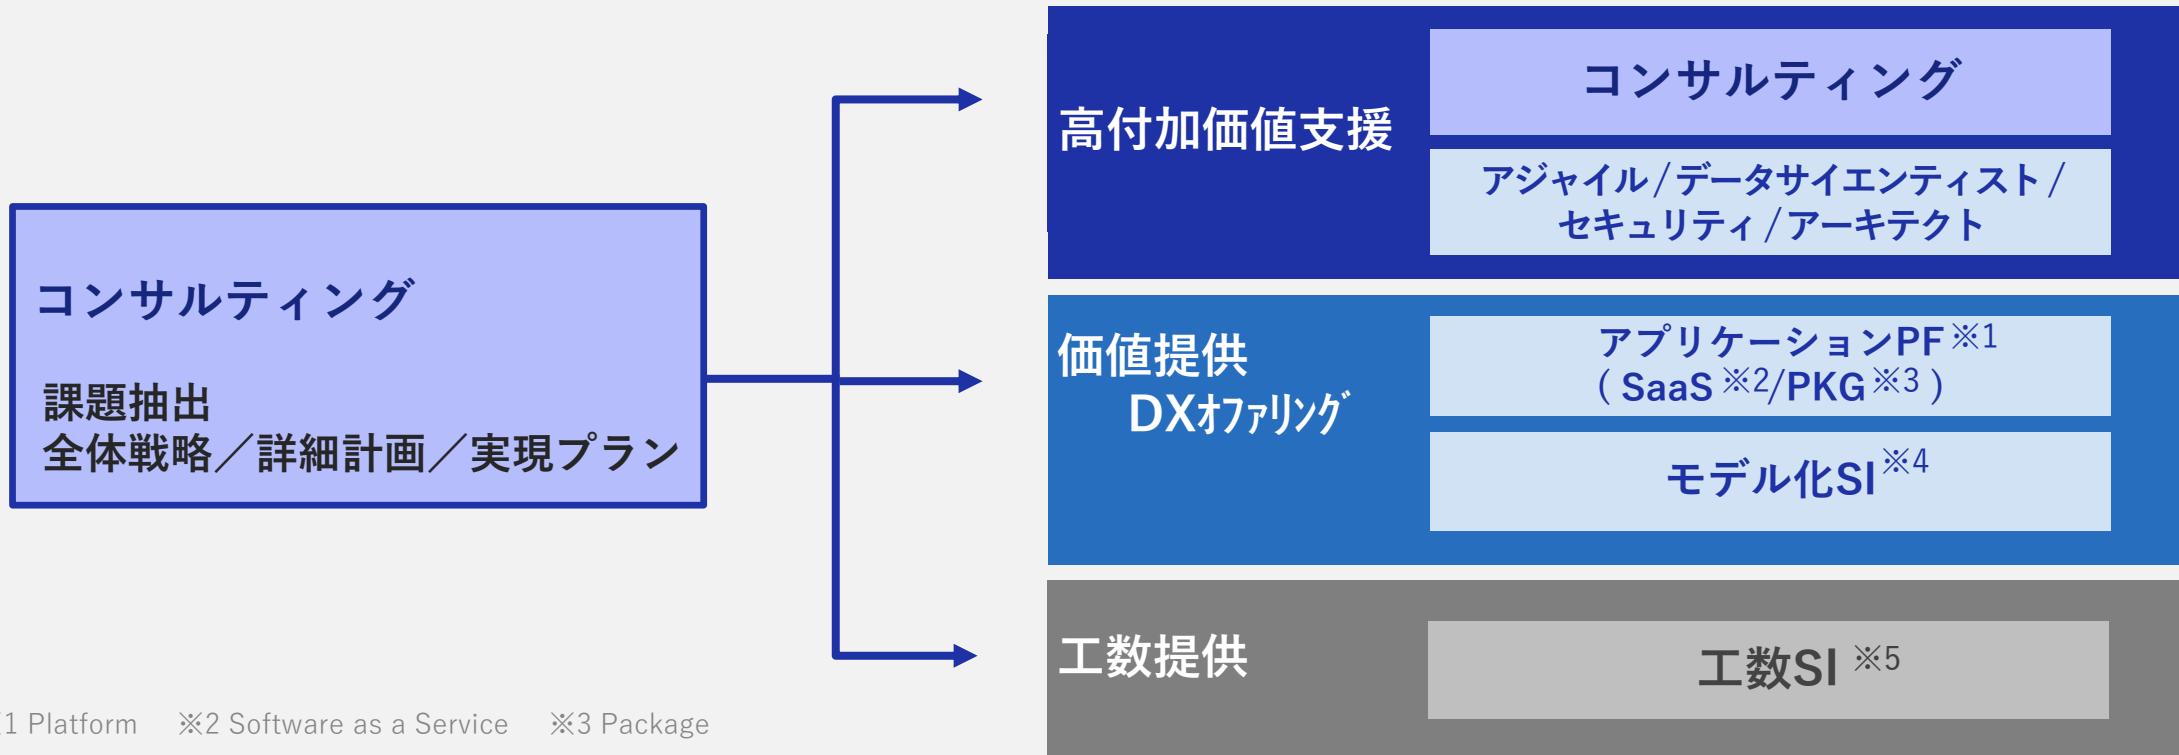 コンサルティング
課題抽出
全体戦略／詳細計画／実現プラン
高付加価値支援
コンサルティング
アジャイル/データサイエンティスト/
セキュリティ/アーキテクト
価値提供
DXｵﾌｧﾘﾝｸﾞ
アプリケーションPF※1
( SaaS※2/PKG※3 )
モデル化SI※4
工数提供
工数SI ※5
1 Platform ※2 Software as a Service ※3 Package